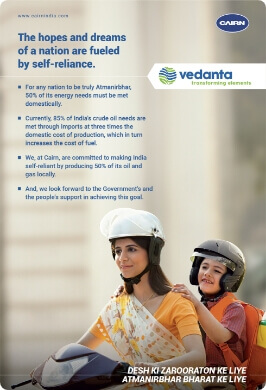 www.cairnindia.com
CAIRN
The hopes and dreams
of a nation are fueled
by self-reliance.
vedanta
transforming elements
For any nation to be truly Atmanirbhar,
50% of its energy needs must be met
domestically.
Currently, 85% of India's crude oil needs are
met through imports at three times the
domestic cost of production, which in turn
increases the cost of fuel.
We, at Cairn, are committed to making India
self-reliant by producing 50% of its oil and
gas locally.
And, we look forward to the Government's and
the people's support in achieving this goal.
DESH KI ZAROORATON KE LIYE
ATMANIRBHAR BHARAT KE LIYE